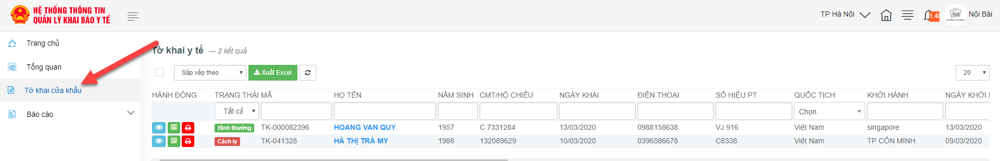 HỆ THỐNG THÔNG TIN
QUẢN LÝ KHAI BÁO Y TẾ
TP Hà Nội
1.48
KHÔNG CÓ ẢNH
Nội Bài
Trang chủ
Tổng quan
Tờ khai cửa khẩu
Báo cáo
Tờ khai y tế — 2 kết quả
Sắp xếp theo Xuất Excel 20
HÀNH ĐỘNG TRẠNG THÁI MÃ HỌ TÊN NĂM SINH CMT/HỘ CHIẾU NGÀY KHAI ĐIỆN THOẠI SỐ HIỆU PT QUỐC TỊCH KHỞI HÀNH NGÀY KHỞI
Tất cả Chọn
Bình thường TK-000082396 HOANG VAN QUY 1957 C 7331284 13/03/2020 0988158638 VJ 916 Việt Nam singapore 13/03/2020
Cách ly TK-041328 HÀ THỊ TRÀ MY 1988 132089629 10/03/2020 0396586678 C8338 Việt Nam TP CÔN MINH 09/03/2020